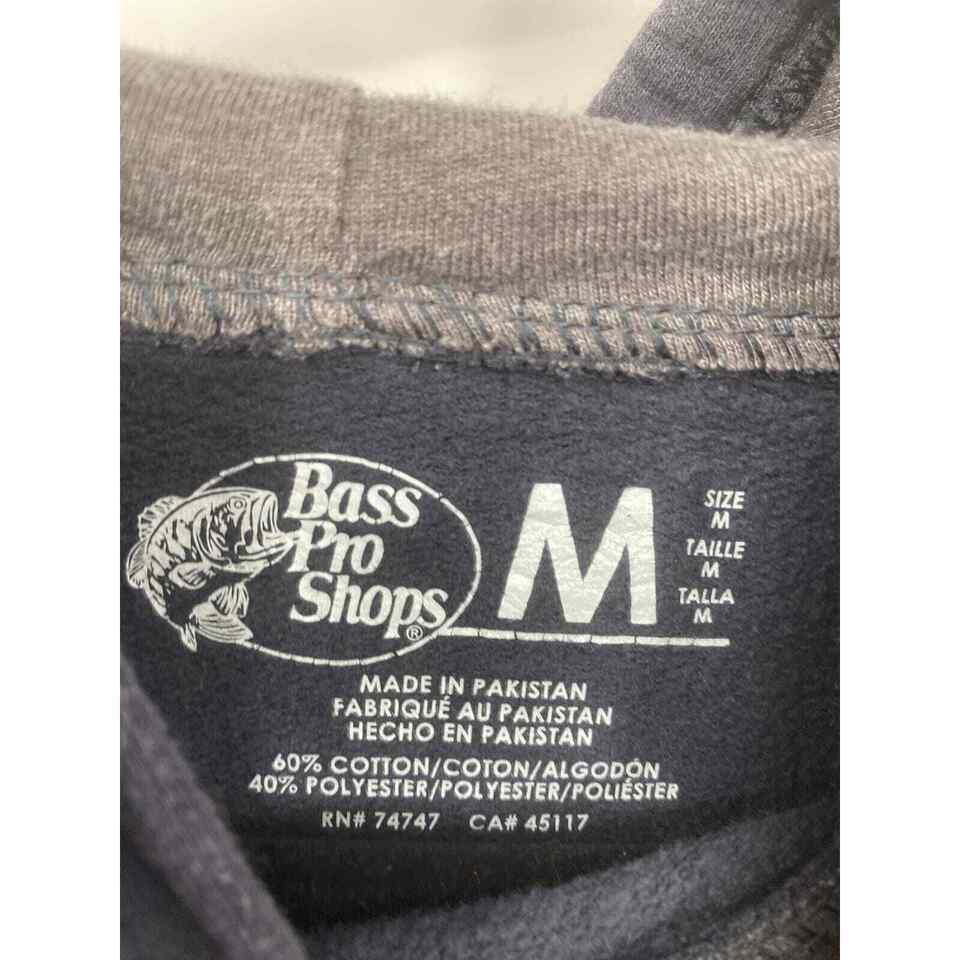 Bass
Pro
Shops®
M
SIZE
M
TAILLE
M
TALLA
M
MADE IN PAKISTAN
FABRIQUÉ AU PAKISTAN
HECHO EN PAKISTAN
60% COTTON/COTON/ALGODÓN
40% POLYESTER/POLYESTER/POLIÉSTER
RN# 74747 CA# 45117